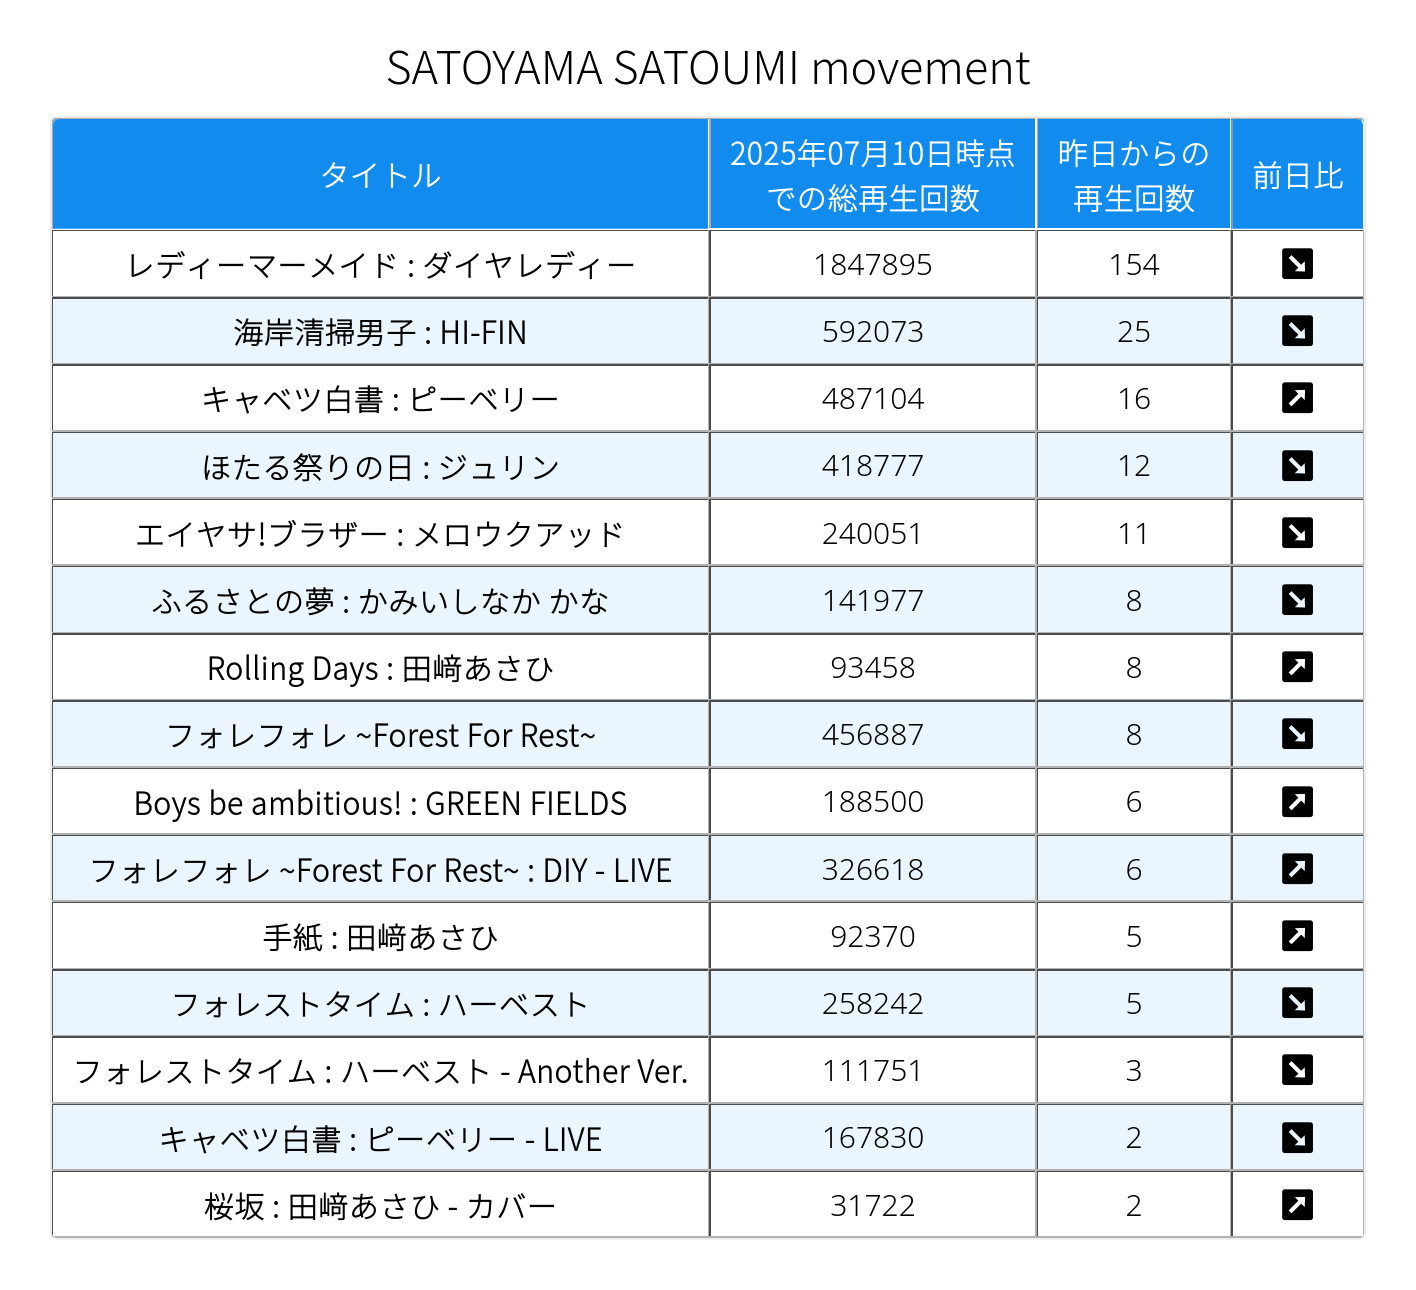 SATOYAMA SATOUMI movement
タイトル 2025年07月10日時点での総再生回数 昨日からの再生回数 前日比
レディーマーメイド : ダイヤレディー 1847895 154
海岸清掃男子 : HI-FIN 592073 25
キャベツ白書 : ピーベリー 487104 16
ほたる祭りの日 : ジュリン 418777 12
エイヤサ!ブラザー : メロウクアッド 240051 11
ふるさとの夢 : かみいしなか かな 141977 8
Rolling Days : 田﨑あさひ 93458 8
フォレフォレ ~Forest For Rest~ 456887 8
Boys be ambitious! : GREEN FIELDS 188500 6
フォレフォレ ~Forest For Rest~ : DIY - LIVE 326618 6
手紙 : 田﨑あさひ 92370 5
フォレストタイム : ハーベスト 258242 5
フォレストタイム : ハーベスト - Another Ver. 111751 3
キャベツ白書 : ピーベリー - LIVE 167830 2
桜坂 : 田﨑あさひ - カバー 31722 2